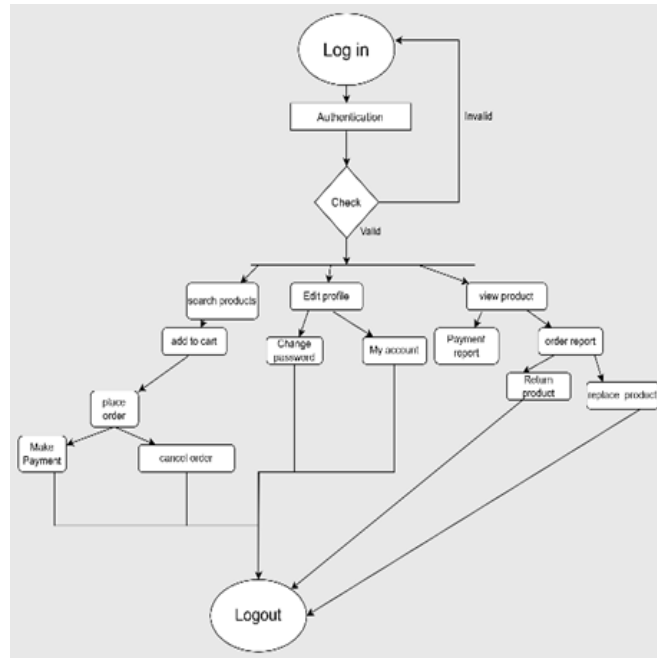 Log in
Authentication
Invalid
Check
Valid
search products
Edit profile
view product
add to cart
Change
password
My account
Payment
report
order report
Return
product
replace product
place
order
Make
Payment
cancel order
Logout